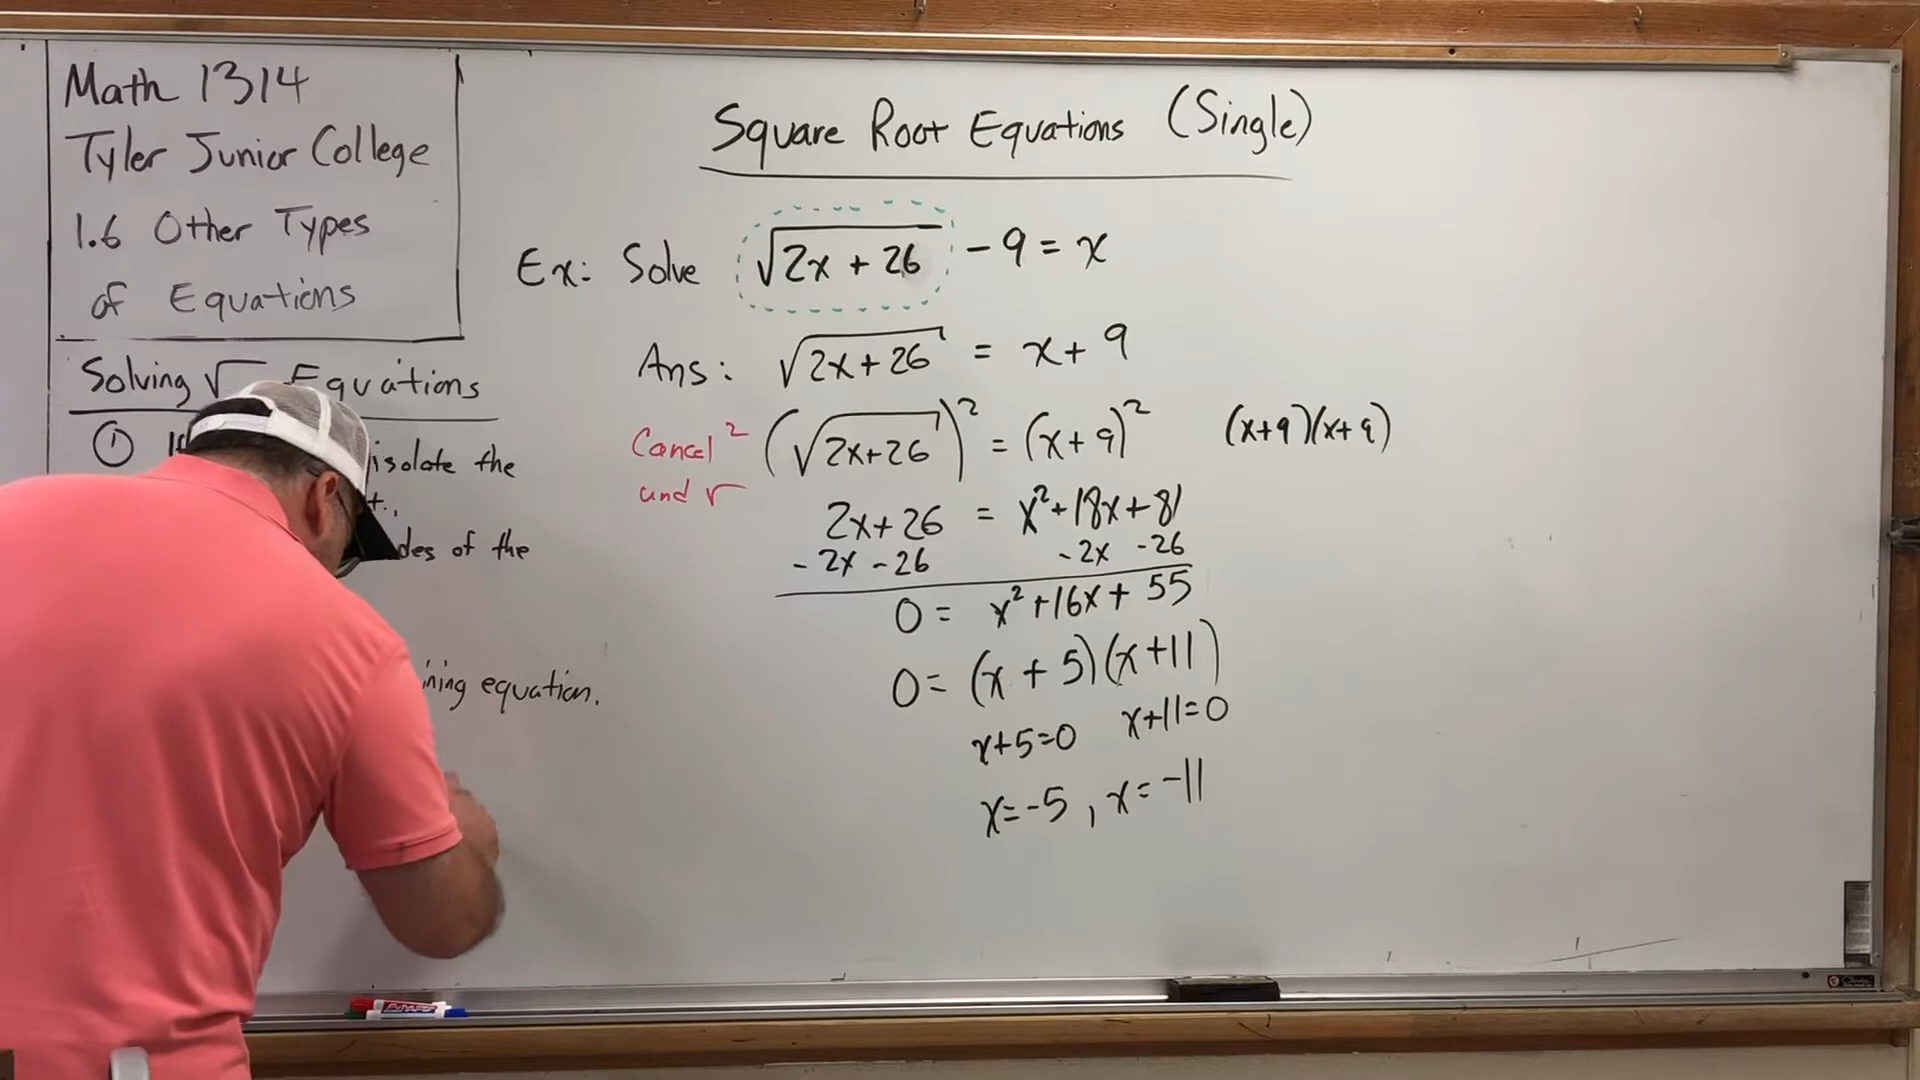 Math 1314
Tyler Junior College
1.6 Other Types
of Equations
Solving √ Equations
① isolate the
of the
equation.
Square Root Equations (Single)
Ex: Solve √(2x + 26) - 9 = x
Ans: √(2x+26) = x + 9
Cancel ² and √
(√(2x+26))² = (x+9)² (x+9)(x+9)
2x+26 = x²+18x+81
-2x -26 -2x -26
0 = x²+16x+55
0 = (x + 5)(x+11)
x+5=0 x+11=0
x=-5, x=-11